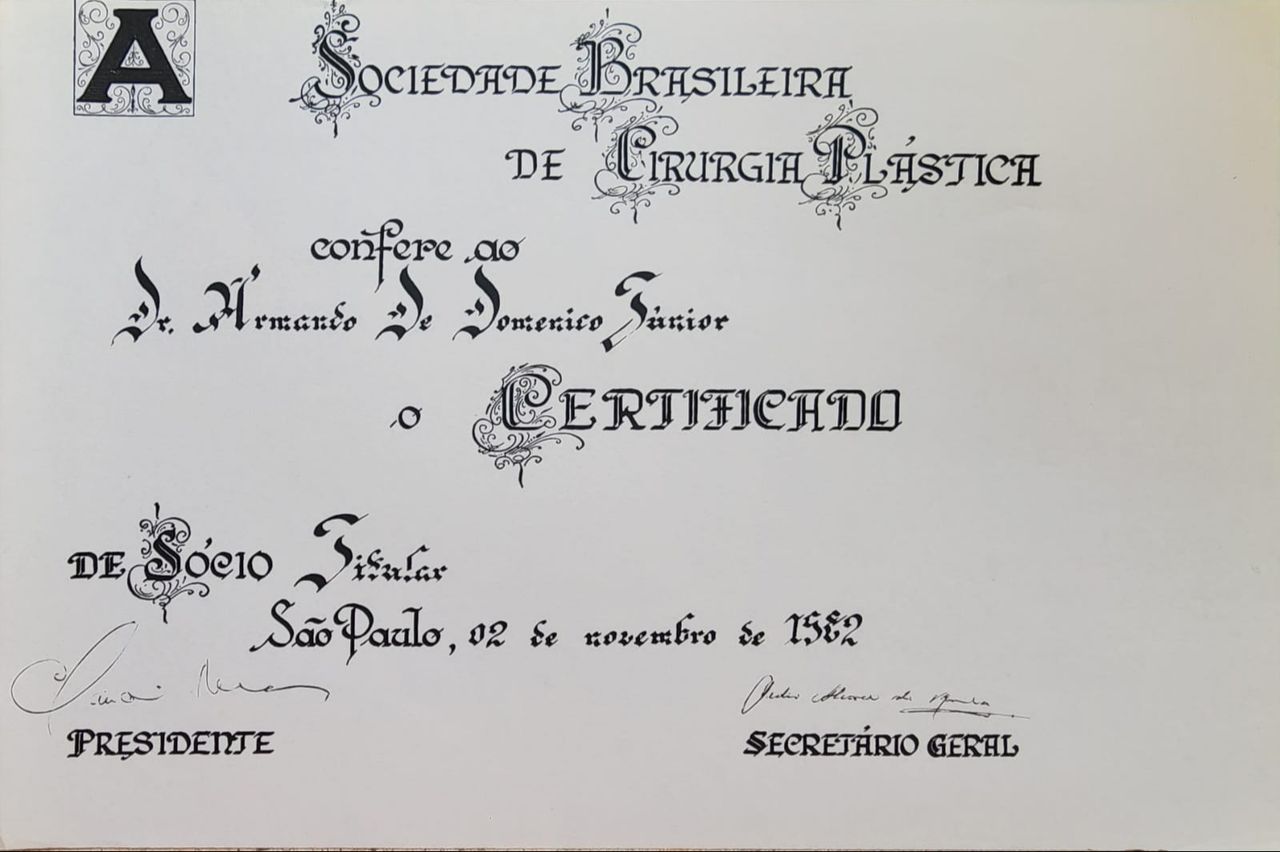 A SOCIEDADE BRASILEIRA
DE CIRURGIA PLÁSTICA
confere ao
Dr. Armando De Domenico Júnior
o CERTIFICADO
DE SÓCIO Titular
São Paulo, 02 de novembro de 1982
PRESIDENTE
SECRETÁRIO GERAL